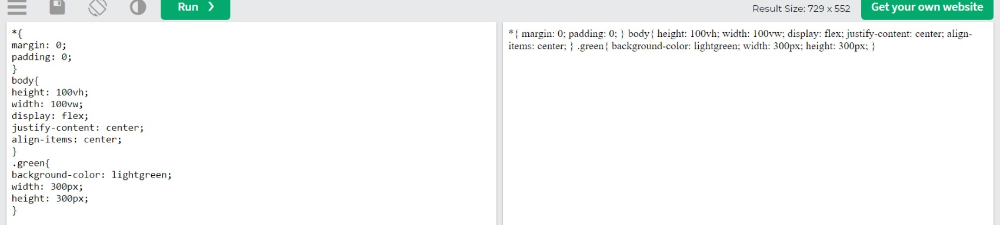 Run ❯
Result Size: 729 x 552
Get your own website
*{
margin: 0;
padding: 0;
}
body{
height: 100vh;
width: 100vw;
display: flex;
justify-content: center;
align-items: center;
}
.green{
background-color: lightgreen;
width: 300px;
height: 300px;
}
*{ margin: 0; padding: 0; } body{ height: 100vh; width: 100vw; display: flex; justify-content: center; align-
items: center; } .green{ background-color: lightgreen; width: 300px; height: 300px; }